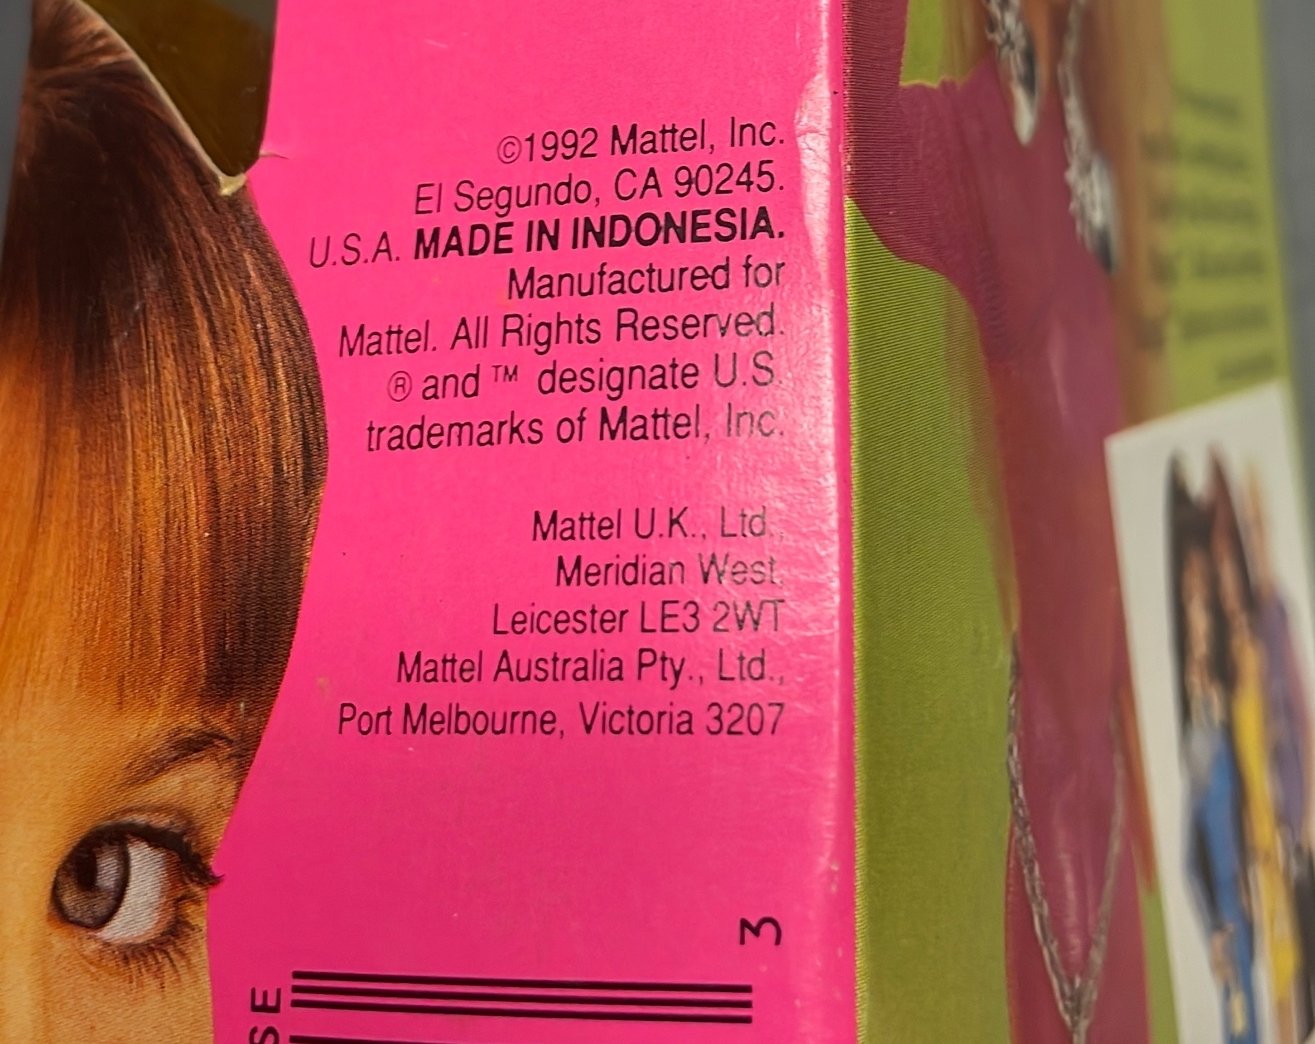 ©1992 Mattel, Inc.
El Segundo, CA 90245.
U.S.A. MADE IN INDONESIA.
Manufactured for
Mattel. All Rights Reserved.
® and ™ designate U.S.
trademarks of Mattel, Inc.
Mattel U.K., Ltd.,
Meridian West,
Leicester LE3 2WT
Mattel Australia Pty., Ltd.,
Port Melbourne, Victoria 3207
3